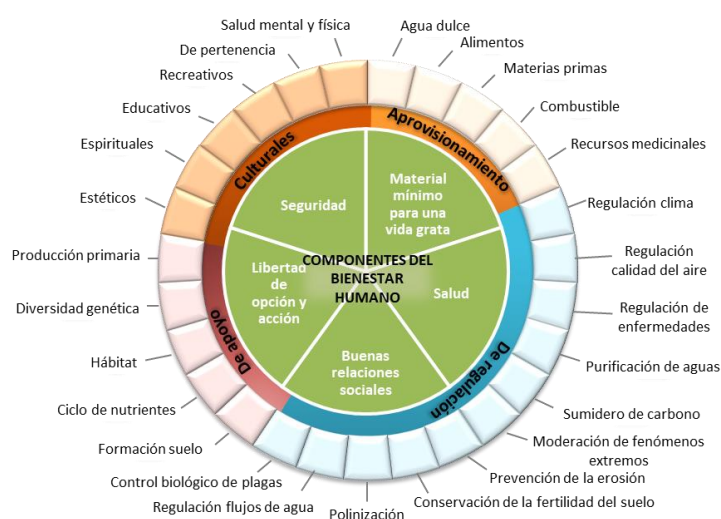 Salud mental y física
De pertenencia
Recreativos
Educativos
Espirituales
Estéticos
Producción primaria
Diversidad genética
Hábitat
Ciclo de nutrientes
Formación suelo
Control biológico de plagas
Regulación flujos de agua
Polinización
Conservación de la fertilidad del suelo
Prevención de la erosión
Moderación de fenómenos
extremos
Sumidero de carbono
Purificación de aguas
Regulación de
enfermedades
Regulación
calidad del aire
Regulación clima
Recursos medicinales
Combustible
Materias primas
Alimentos
Agua dulce
Culturales
Aprovisionamiento
De regulación
De apoyo
Seguridad
Material
mínimo
para una
vida grata
COMPONENTES DEL
BIENESTAR
HUMANO
Libertad
de
opción y
acción
Salud
Buenas
relaciones
sociales